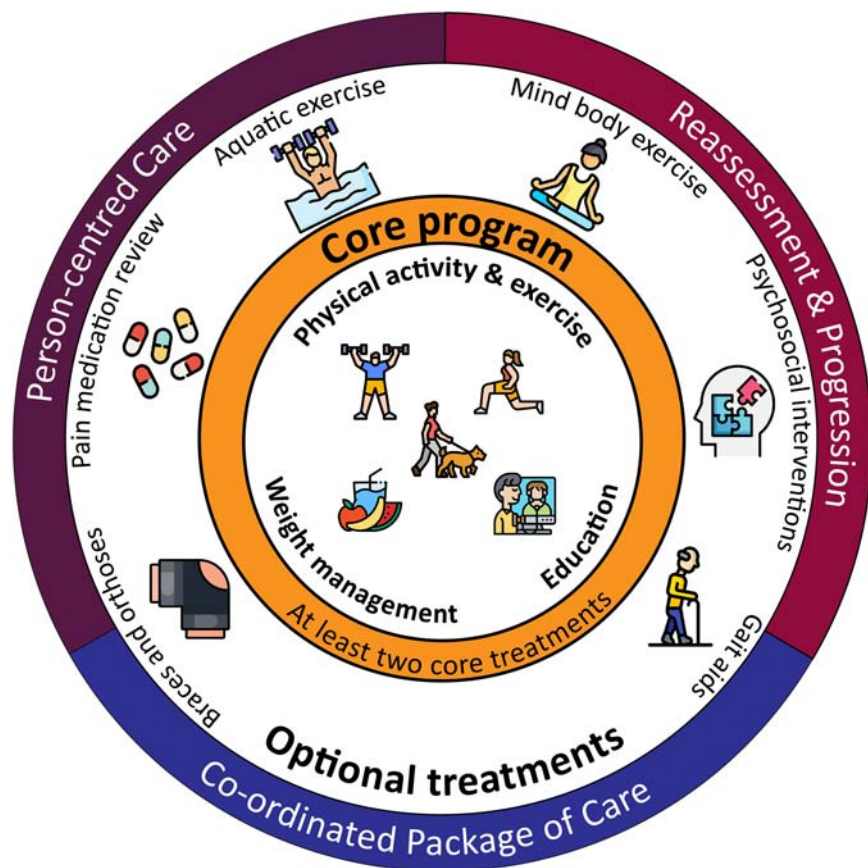 Person-centred Care
Reassessment & Progression
Co-ordinated Package of Care
Aquatic exercise
Mind body exercise
Pain medication review
Psychosocial interventions
Braces and orthoses
Gait aids
Optional treatments
Core program
At least two core treatments
Physical activity & exercise
Weight management
Education